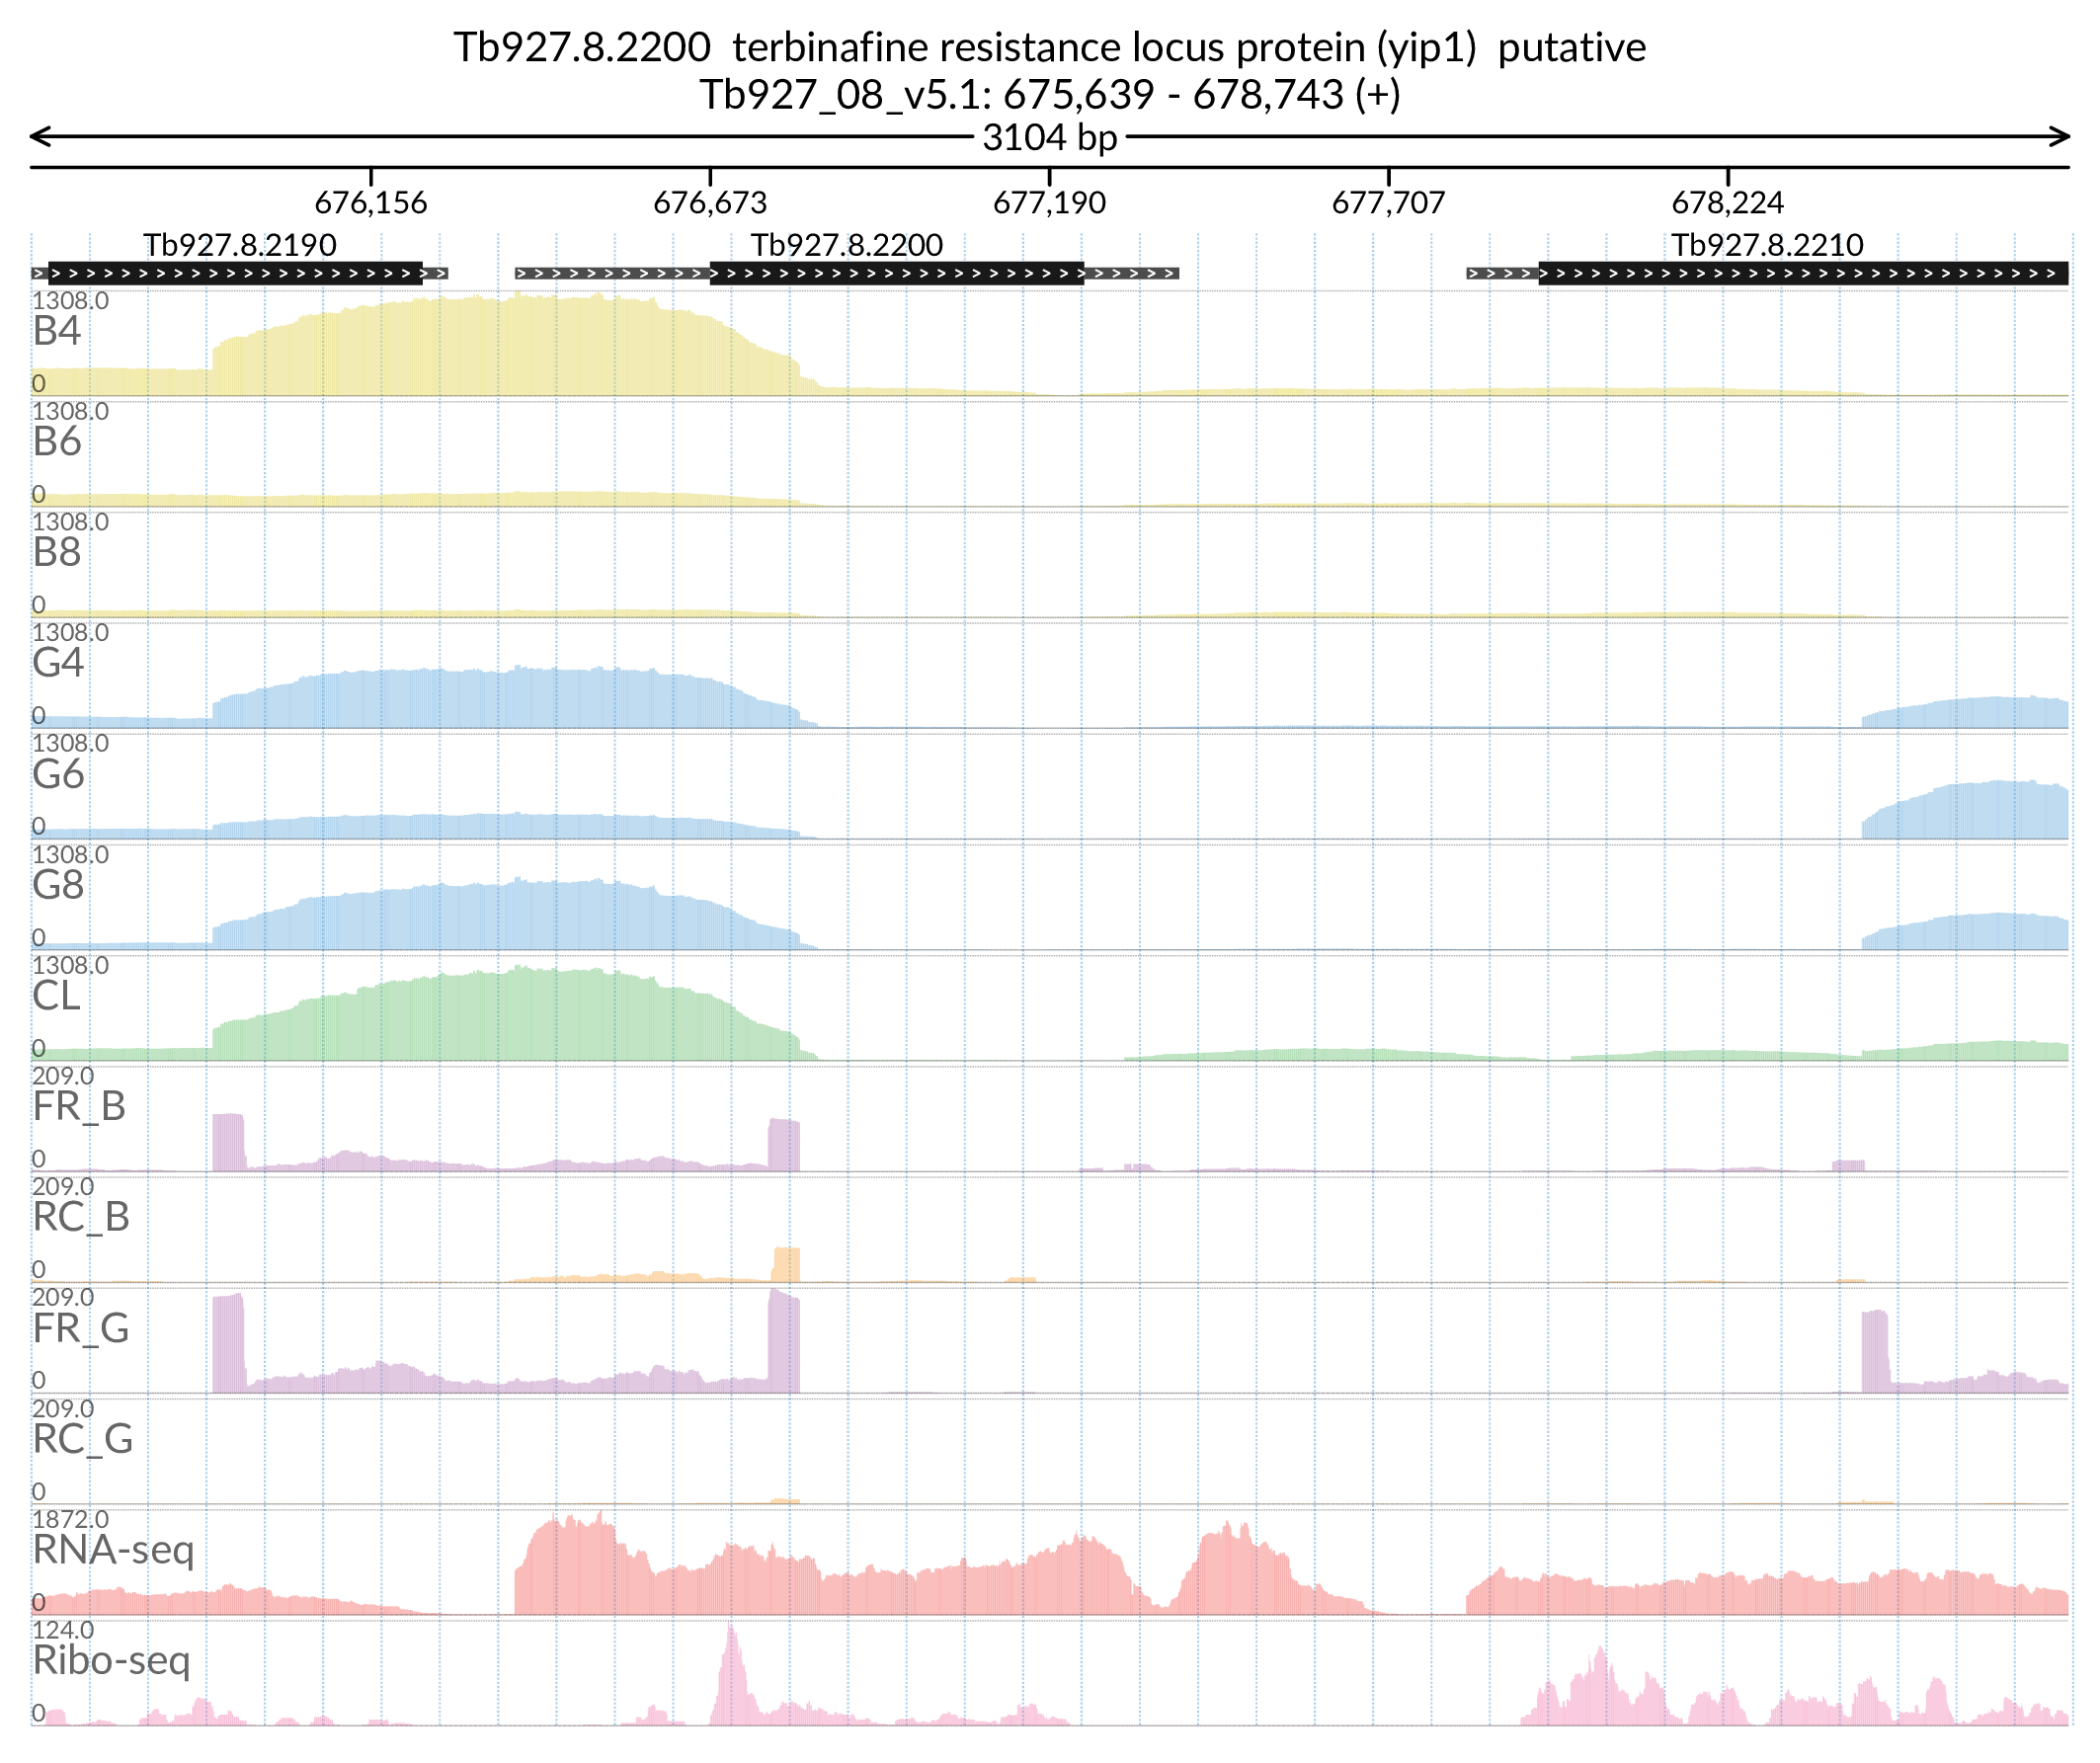 Tb927.8.2200  terbinafine resistance locus protein (yip1)  putative
Tb927_08_v5.1: 675,639 - 678,743 (+)
3104 bp
676,156 676,673 677,190 677,707 678,224
Tb927.8.2190 Tb927.8.2200 Tb927.8.2210
1308.0
B4
0
1308.0
B6
0
1308.0
B8
0
1308.0
G4
0
1308.0
G6
0
1308.0
G8
0
1308.0
CL
0
209.0
FR_B
0
209.0
RC_B
0
209.0
FR_G
0
209.0
RC_G
0
1872.0
RNA-seq
0
124.0
Ribo-seq
0